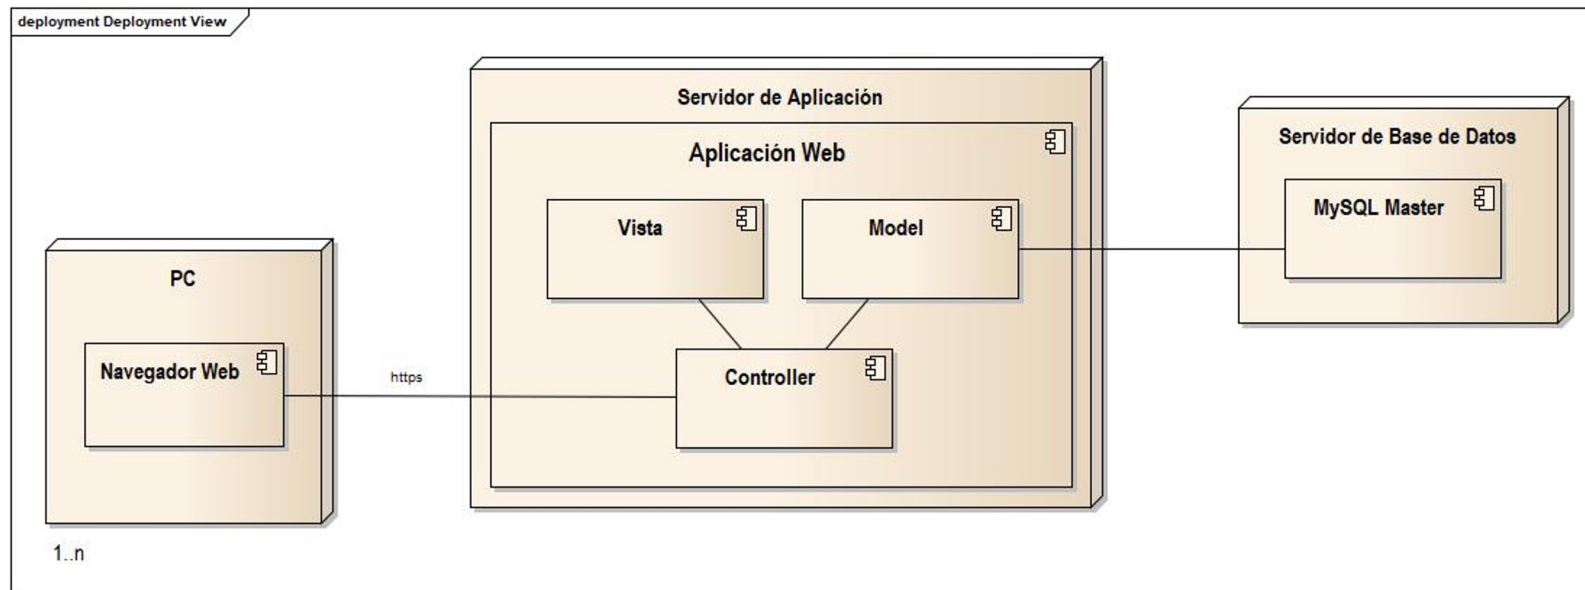 deployment Deployment View
Servidor de Aplicación
Aplicación Web
Vista
Model
Controller
Servidor de Base de Datos
MySQL Master
PC
Navegador Web
https
1..n